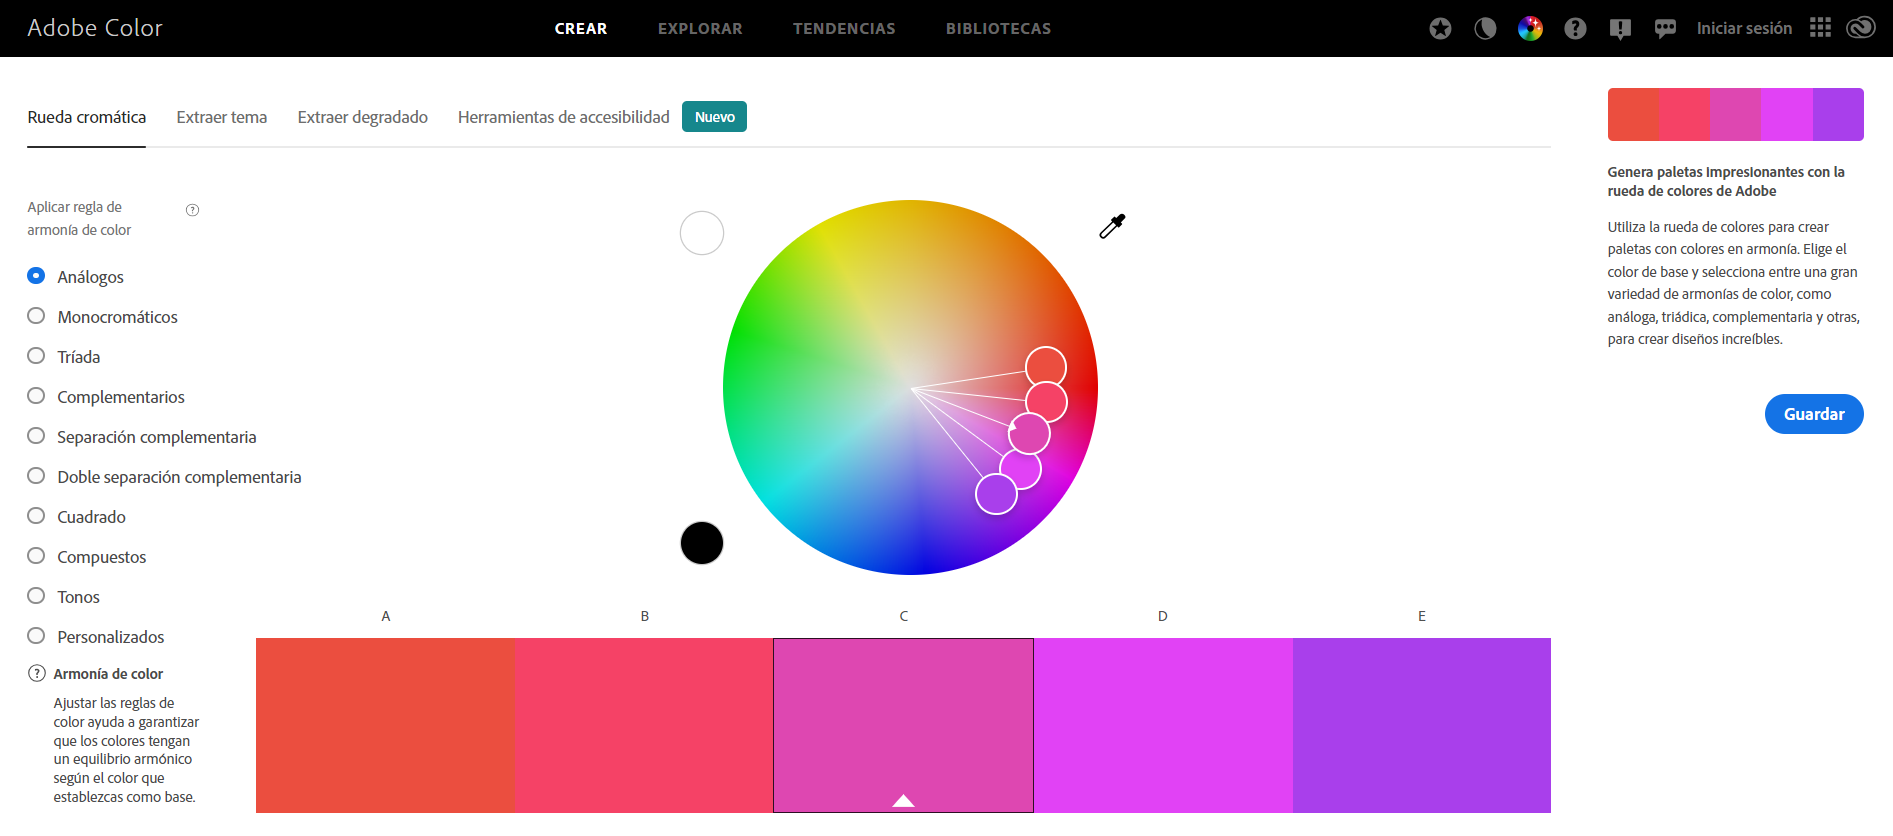 Adobe Color
CREAR
EXPLORAR
TENDENCIAS
BIBLIOTECAS
Iniciar sesión
Rueda cromática
Extraer tema
Extraer degradado
Herramientas de accesibilidad
Nuevo
Aplicar regla de
armonía de color
Análogos
Monocromáticos
Tríada
Complementarios
Separación complementaria
Doble separación complementaria
Cuadrado
Compuestos
Tonos
Personalizados
Armonía de color
Ajustar las reglas de
color ayuda a garantizar
que los colores tengan
un equilibrio armónico
según el color que
establezcas como base.
A
B
C
D
E
Genera paletas impresionantes con la
rueda de colores de Adobe
Utiliza la rueda de colores para crear
paletas con colores en armonía. Elige el
color de base y selecciona entre una gran
variedad de armonías de color, como
análoga, triádica, complementaria y otras,
para crear diseños increíbles.
Guardar